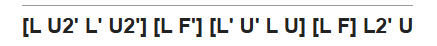 [L U2' L' U2'] [L F'] [L' U' L U] [L F] L2' U